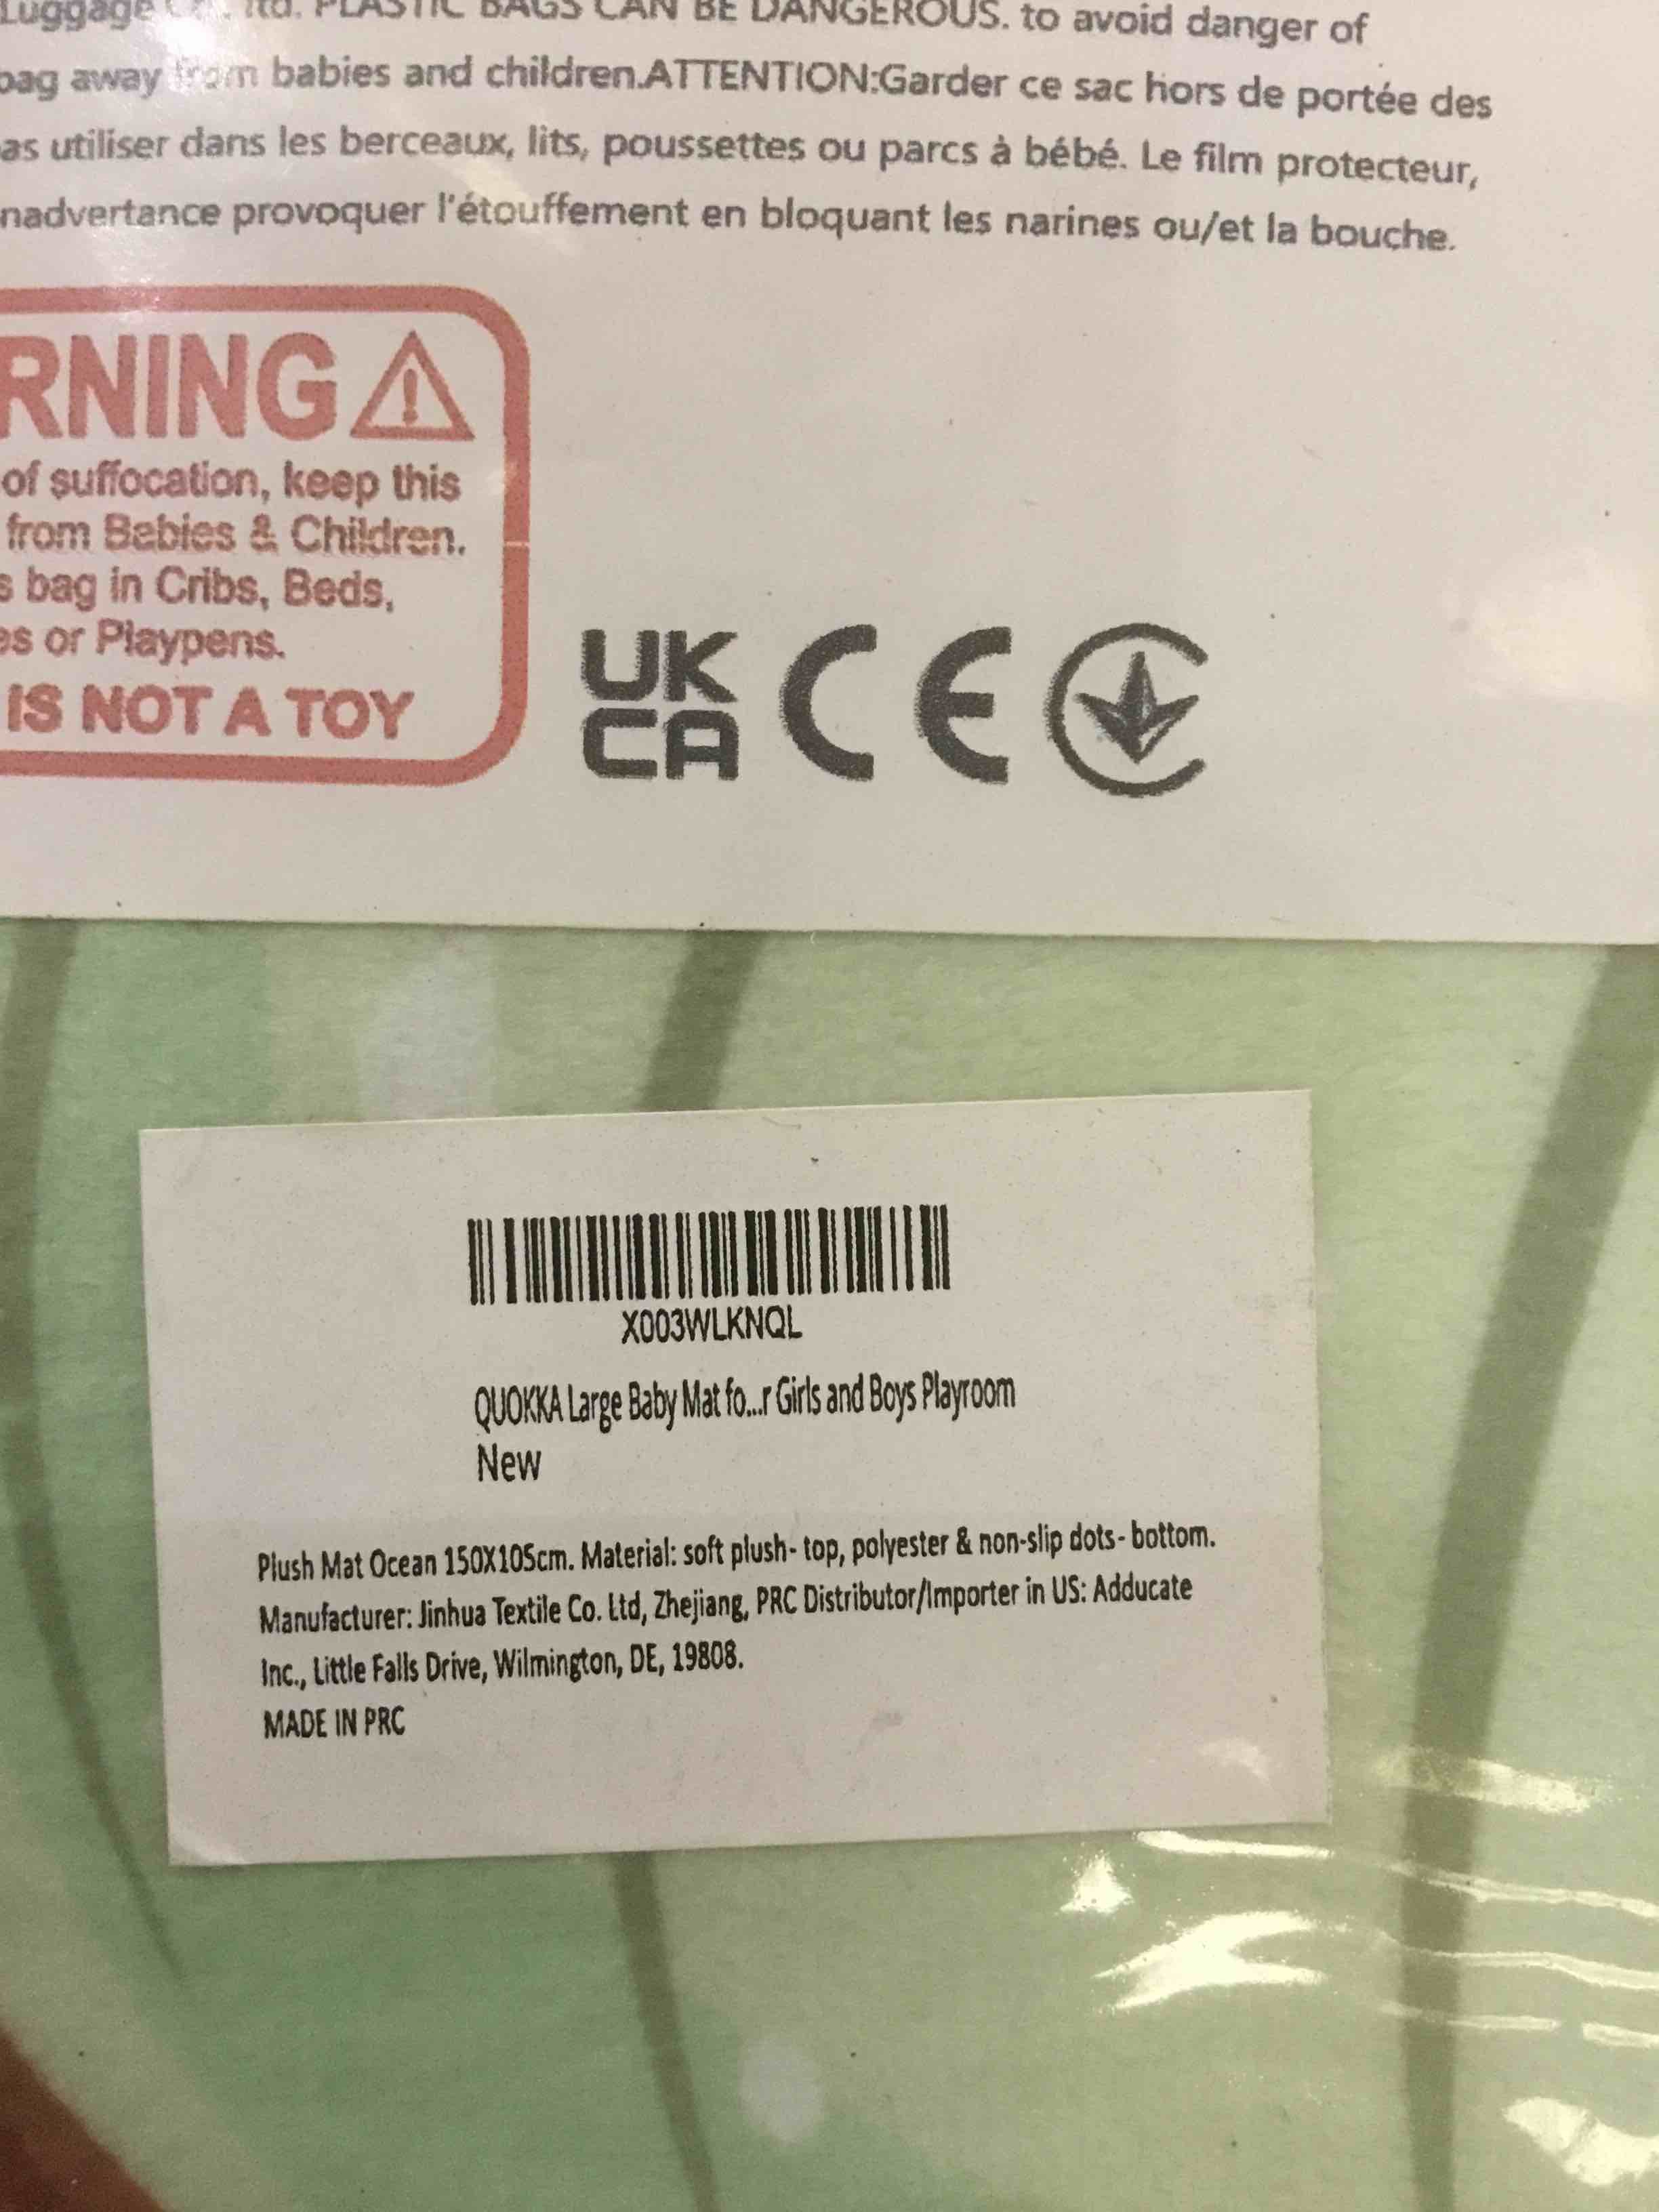 Luggage Co., ltd. PLASTIC BAGS CAN BE DANGEROUS. to avoid danger of
bag away from babies and children.ATTENTION:Garder ce sac hors de portée des
as utiliser dans les berceaux, lits, poussettes ou parcs à bébé. Le film protecteur,
nadvertance provoquer l'étouffement en bloquant les narines ou/et la bouche.
RNING
of suffocation, keep this
from Babies & Children.
s bag in Cribs, Beds,
es or Playpens.
IS NOT A TOY
UK
CA
CE
X003WLKNQL
QUOKKA Large Baby Mat fo...r Girls and Boys Playroom
New
Plush Mat Ocean 150X105cm. Material: soft plush- top, polyester & non-slip dots- bottom.
Manufacturer: Jinhua Textile Co. Ltd, Zhejiang, PRC Distributor/Importer in US: Adducate
Inc., Little Falls Drive, Wilmington, DE, 19808.
MADE IN PRC